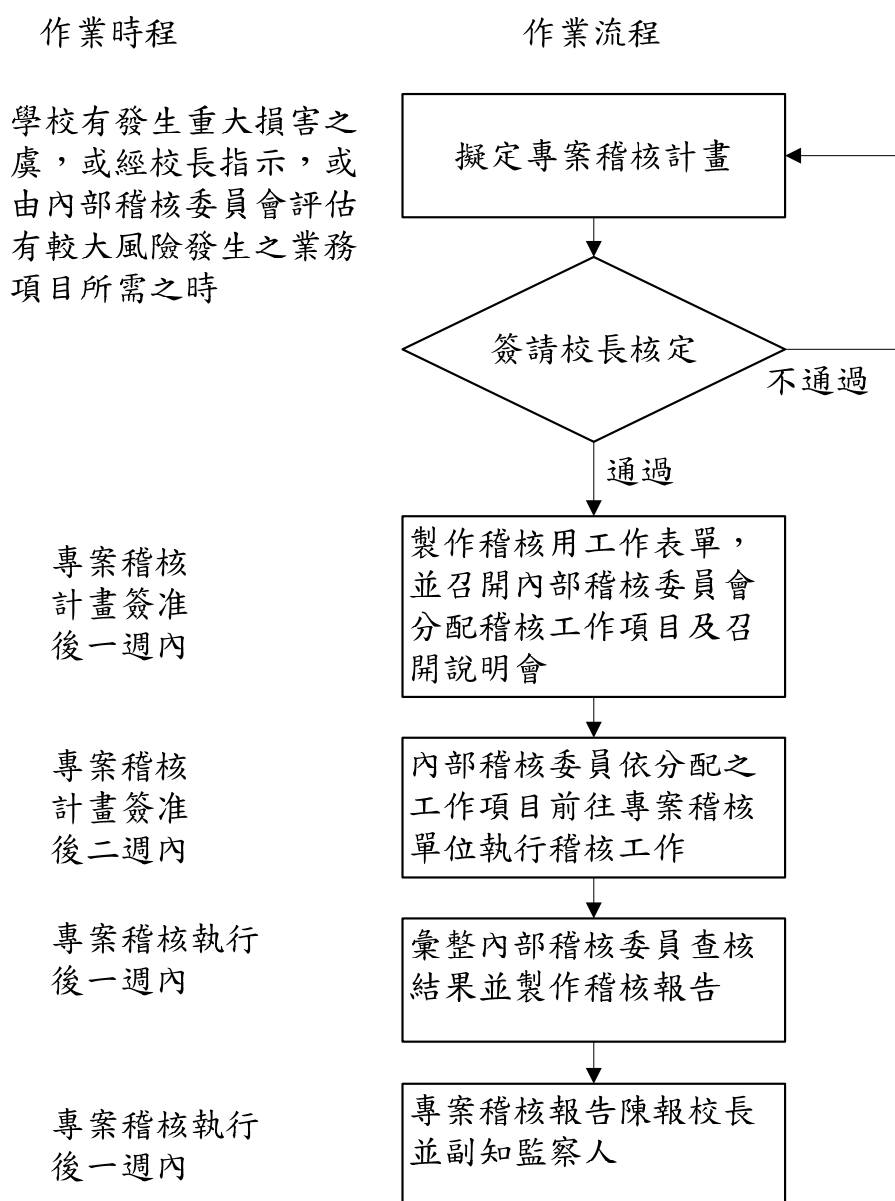 作業時程
作業流程
學校有發生重大損害之
虞，或經校長指示，或
由內部稽核委員會評估
有較大風險發生之業務
項目所需之時
擬定專案稽核計畫
簽請校長核定
不通過
通過
專案稽核
計畫簽准
後一週內
製作稽核用工作表單，
並召開內部稽核委員會
分配稽核工作項目及召
開說明會
專案稽核
計畫簽准
後二週內
內部稽核委員依分配之
工作項目前往專案稽核
單位執行稽核工作
專案稽核執行
後一週內
彙整內部稽核委員查核
結果並製作稽核報告
專案稽核執行
後一週內
專案稽核報告陳報校長
並副知監察人